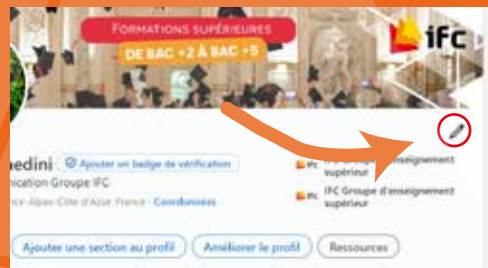 FORMATIONS SUPÉRIEURES
DE BAC +2 À BAC +5
ifc
nedini Ajouter un badge de vérification
nication Groupe IFC
nce-Alpes-Côte d'Azur, France · Coordonnées
ifc Groupe d'enseignement
supérieur
ifc IFC Groupe d'enseignement
supérieur
Ajouter une section au profil Améliorer le profil Ressources